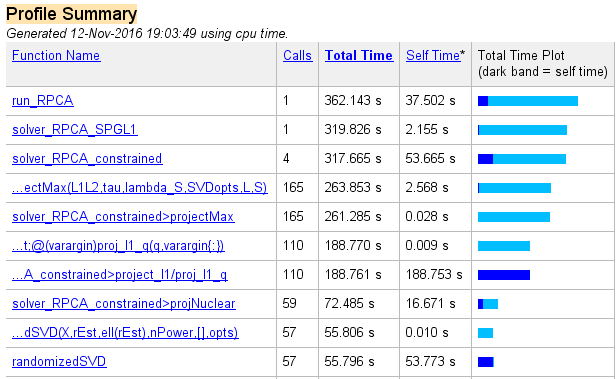 Profile Summary
Generated 12-Nov-2016 19:03:49 using cpu time.
Function Name Calls Total Time Self Time* Total Time Plot
(dark band = self time)
run_RPCA 1 362.143 s 37.502 s
solver_RPCA_SPGL1 1 319.826 s 2.155 s
solver_RPCA_constrained 4 317.665 s 53.665 s
...ectMax(L1L2,tau,lambda_S,SVDopts,L,S) 165 263.853 s 2.568 s
solver_RPCA_constrained>projectMax 165 261.285 s 0.028 s
...t;@(varargin)proj_l1_q(q,varargin{:}) 110 188.770 s 0.009 s
...A_constrained>project_l1/proj_l1_q 110 188.761 s 188.753 s
solver_RPCA_constrained>projNuclear 59 72.485 s 16.671 s
...dSVD(X,rEst,ell(rEst),nPower,[],opts) 57 55.806 s 0.010 s
randomizedSVD 57 55.796 s 53.773 s